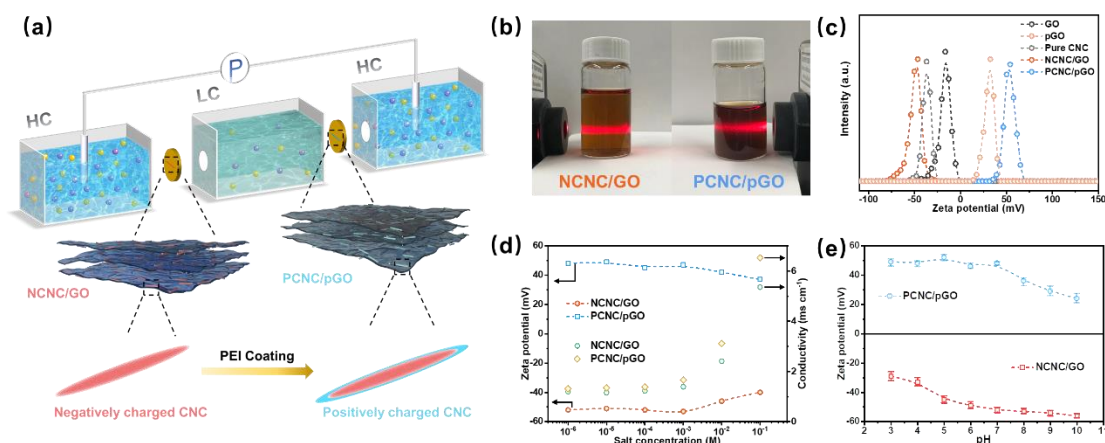 (a)
P
HC
LC
HC
NCNC/GO
PCNC/pGO
PEI Coating
Negatively charged CNC
Positively charged CNC
(b)
NCNC/GO
PCNC/pGO
(c)
GO
pGO
Pure CNC
NCNC/GO
PCNC/pGO
Intensity (a.u.)
-100 -50 0 50 100 150
Zeta potential (mV)
(d)
60
40
20
0
-20
-40
-60
Zeta potential (mV)
NCNC/GO
PCNC/pGO
NCNC/GO
PCNC/pGO
6
4
2
0
Conductivity (ms cm⁻¹)
10⁻⁶ 10⁻⁵ 10⁻⁴ 10⁻³ 10⁻² 10⁻¹
Salt concentration (M)
(e)
60
40
20
0
-20
-40
-60
Zeta potential (mV)
PCNC/pGO
NCNC/GO
2 3 4 5 6 7 8 9 10 11
pH